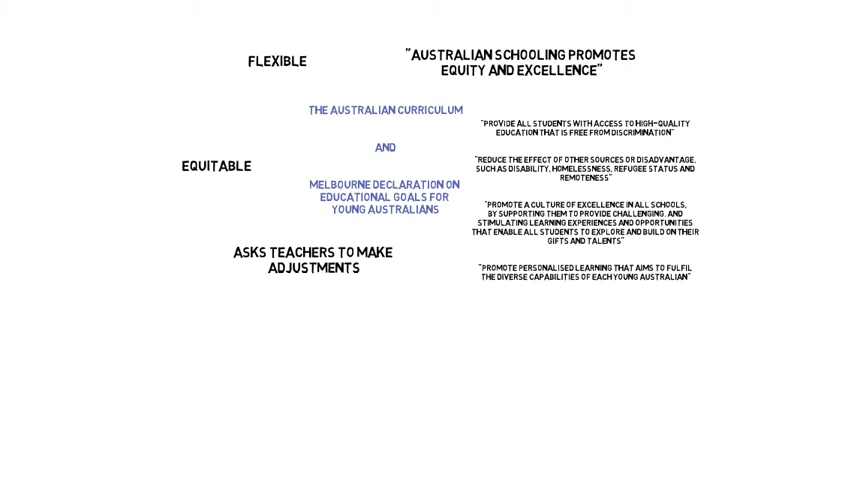 FLEXIBLE
"AUSTRALIAN SCHOOLING PROMOTES
EQUITY AND EXCELLENCE"
THE AUSTRALIAN CURRICULUM
AND
MELBOURNE DECLARATION ON
EDUCATIONAL GOALS FOR
YOUNG AUSTRALIANS
EQUITABLE
ASKS TEACHERS TO MAKE
ADJUSTMENTS
"PROVIDE ALL STUDENTS WITH ACCESS TO HIGH-QUALITY
EDUCATION THAT IS FREE FROM DISCRIMINATION"
"REDUCE THE EFFECT OF OTHER SOURCES OR DISADVANTAGE,
SUCH AS DISABILITY, HOMELESSNESS, REFUGEE STATUS AND
REMOTENESS"
"PROMOTE A CULTURE OF EXCELLENCE IN ALL SCHOOLS,
BY SUPPORTING THEM TO PROVIDE CHALLENGING, AND
STIMULATING LEARNING EXPERIENCES AND OPPORTUNITIES
THAT ENABLE ALL STUDENTS TO EXPLORE AND BUILD ON THEIR
GIFTS AND TALENTS"
"PROMOTE PERSONALISED LEARNING THAT AIMS TO FULFIL
THE DIVERSE CAPABILITIES OF EACH YOUNG AUSTRALIAN"